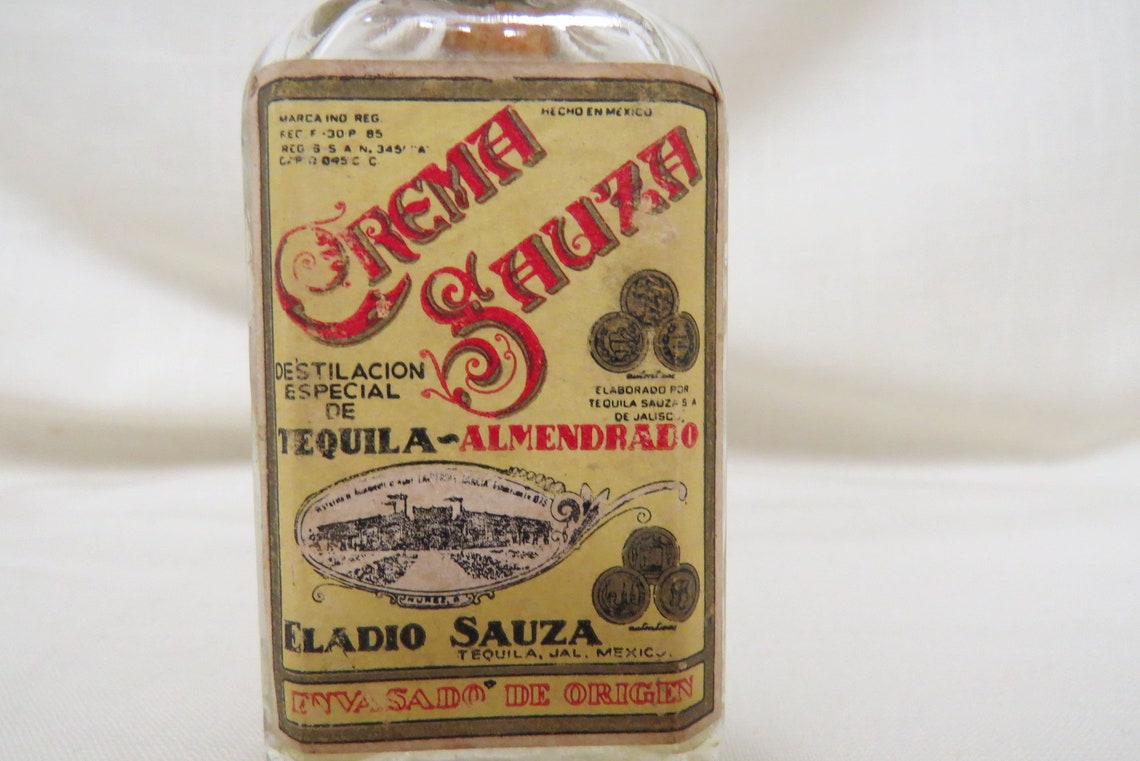 MARCA IND REG.
HECHO EN MEXICO
CREMA
SAUZA
DESTILACION
ESPECIAL
DE
ELABORADO POR
TEQUILA SAUZA S A
DE JALISCO,
TEQUILA-ALMENDRADO
ELADIO SAUZA
TEQUILA, JAL. MEXICO.
ENVASADO DE ORIGEN